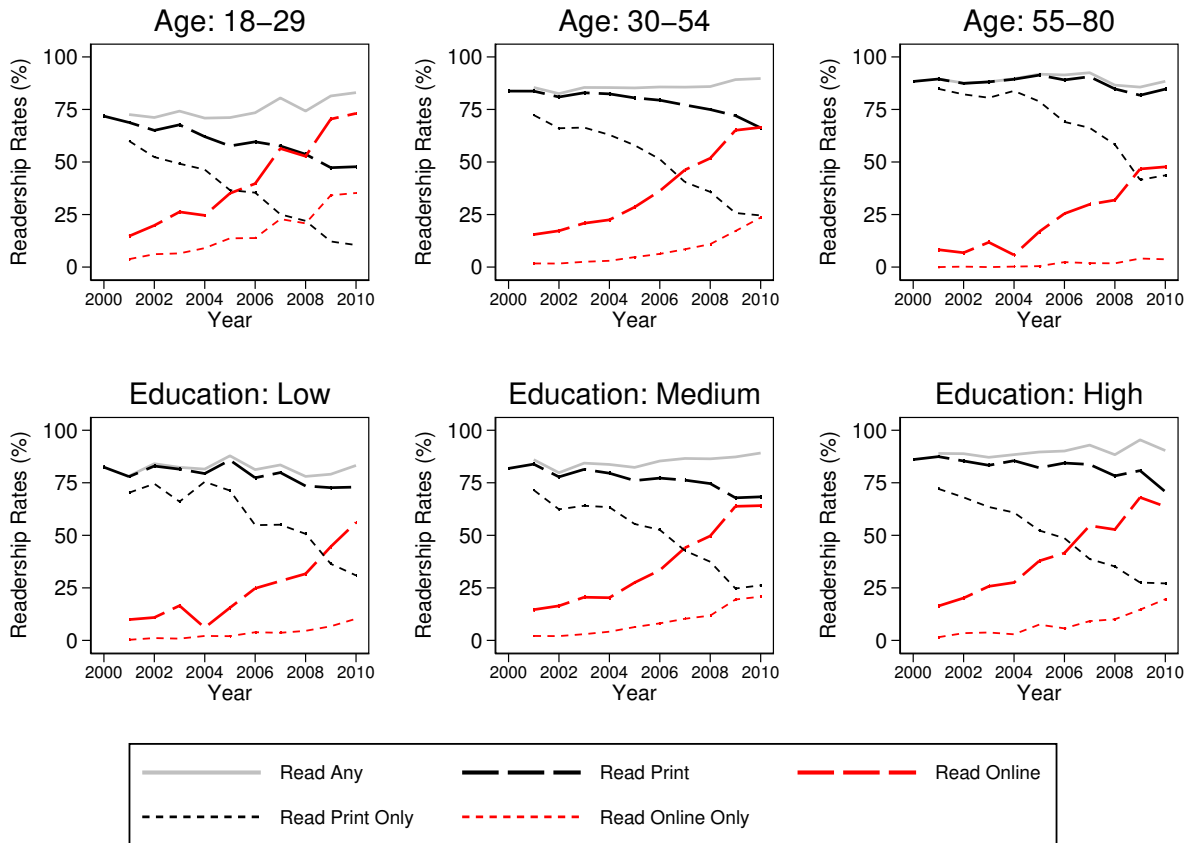 Age: 18−29
Age: 30−54
Age: 55−80
Readership Rates (%)
100
75
50
25
0
2000 2002 2004 2006 2008 2010
Year
Readership Rates (%)
100
75
50
25
0
2000 2002 2004 2006 2008 2010
Year
Readership Rates (%)
100
75
50
25
0
2000 2002 2004 2006 2008 2010
Year
Education: Low
Education: Medium
Education: High
Readership Rates (%)
100
75
50
25
0
2000 2002 2004 2006 2008 2010
Year
Readership Rates (%)
100
75
50
25
0
2000 2002 2004 2006 2008 2010
Year
Readership Rates (%)
100
75
50
25
0
2000 2002 2004 2006 2008 2010
Year
Read Any
Read Print
Read Online
Read Print Only
Read Online Only